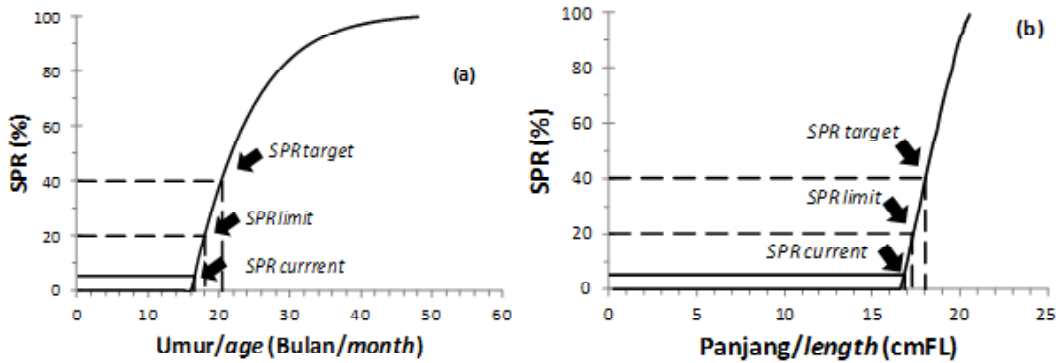 100
80
60
40
20
0
SPR (%)
(a)
SPR target
SPR limit
SPR currrent
0 10 20 30 40 50 60
Umur/age (Bulan/month)
100
80
60
40
20
0
SPR (%)
(b)
SPR target
SPR limit
SPR current
0 5 10 15 20 25
Panjang/length (cmFL)